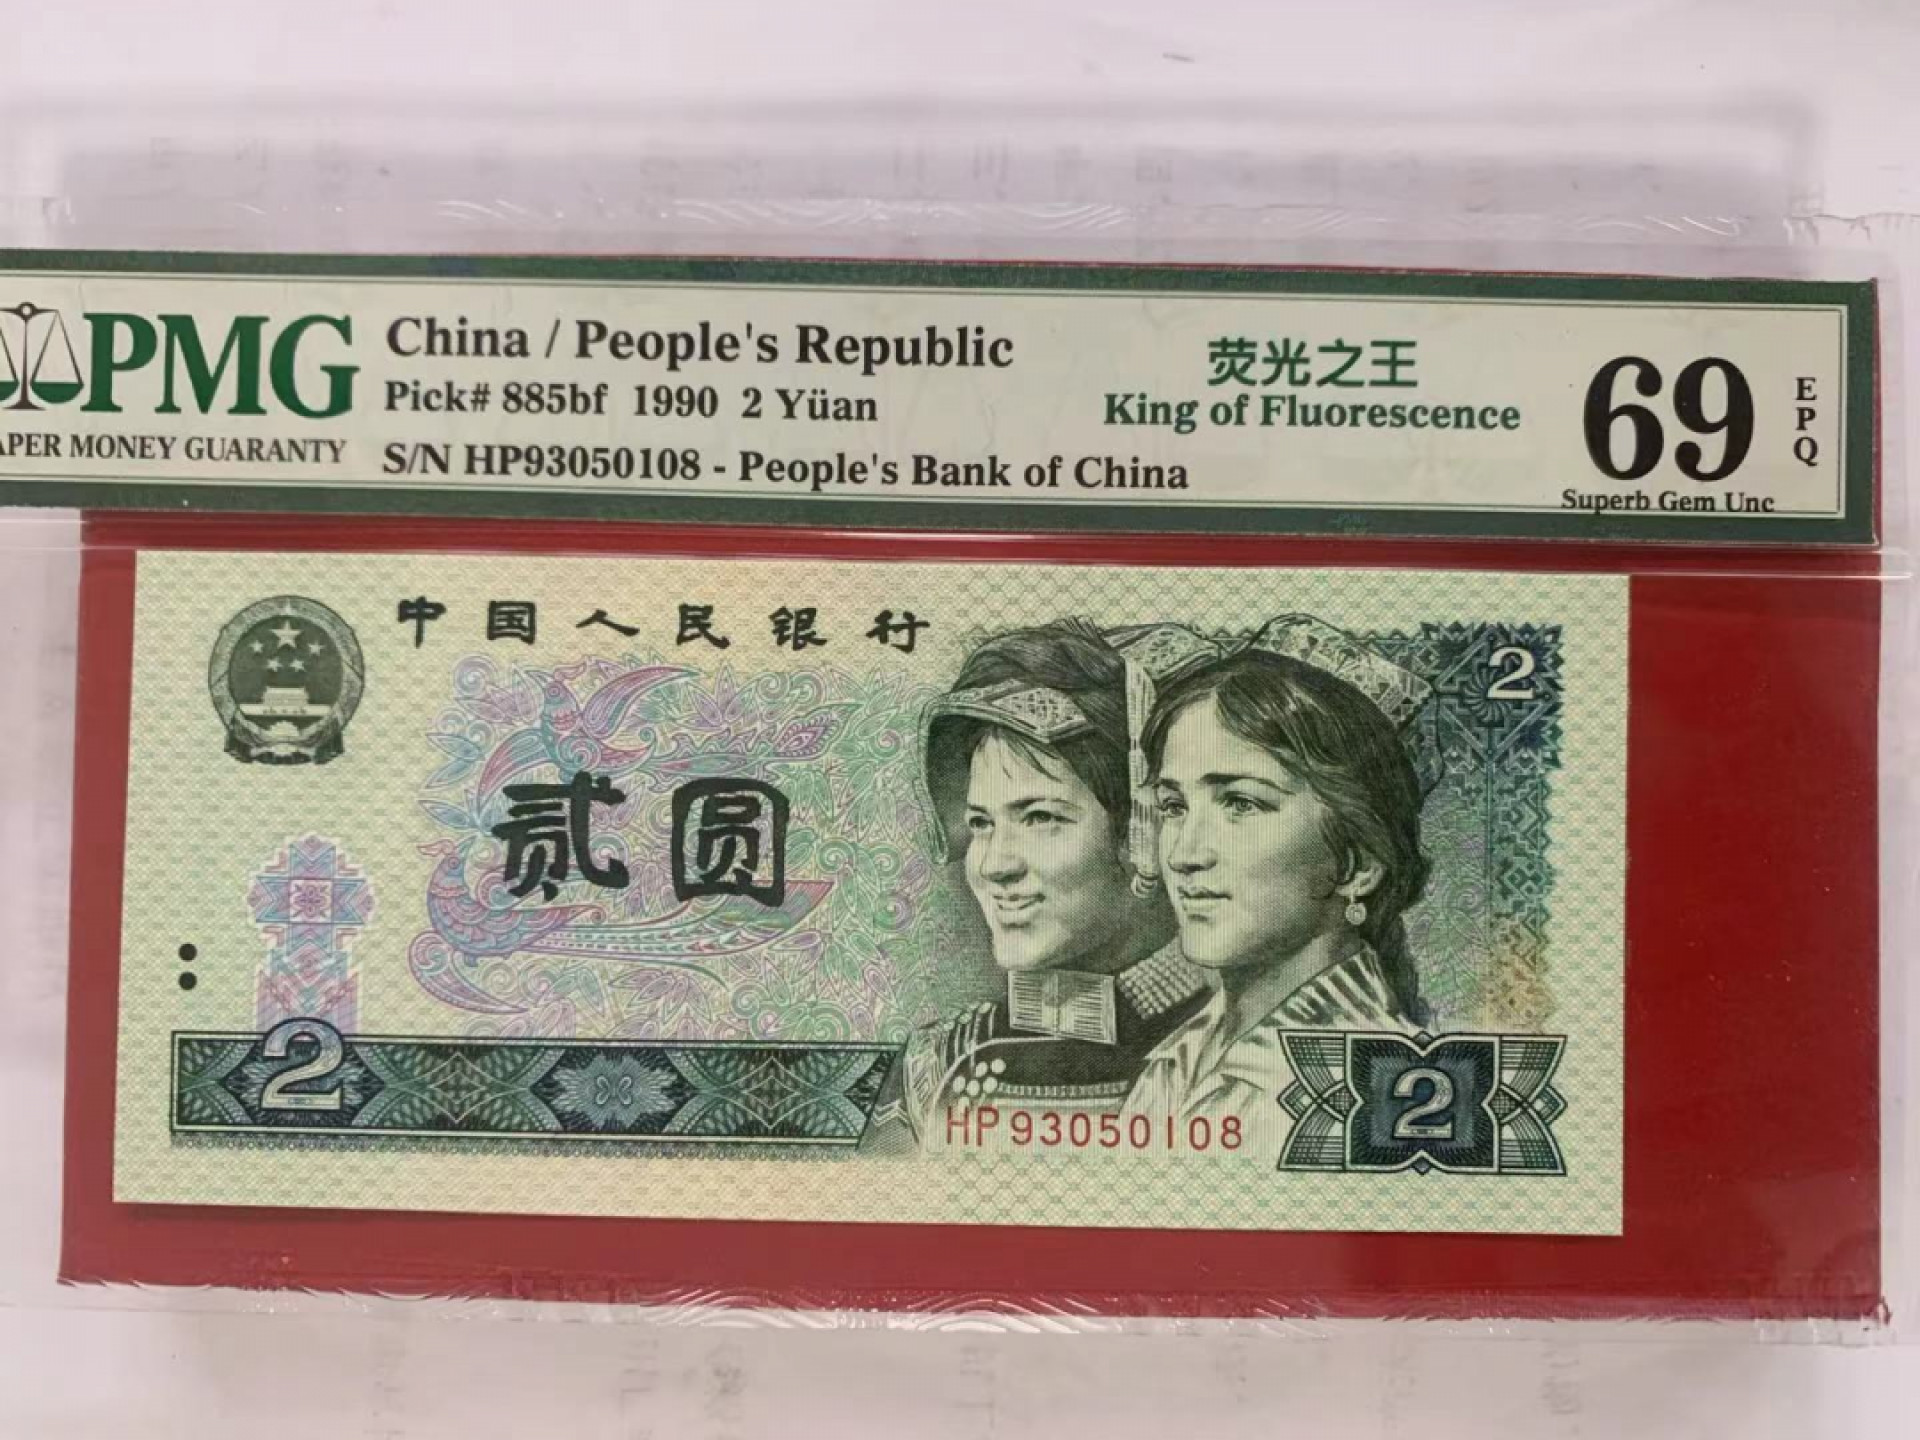 PMG
PAPER MONEY GUARANTY
China / People's Republic
Pick# 885bf 1990 2 Yüan
S/N HP93050108 - People's Bank of China
荧光之王
King of Fluorescence
69
EPQ
Superb Gem Unc
中国人民银行
2
贰圆
2
HP93050108
2